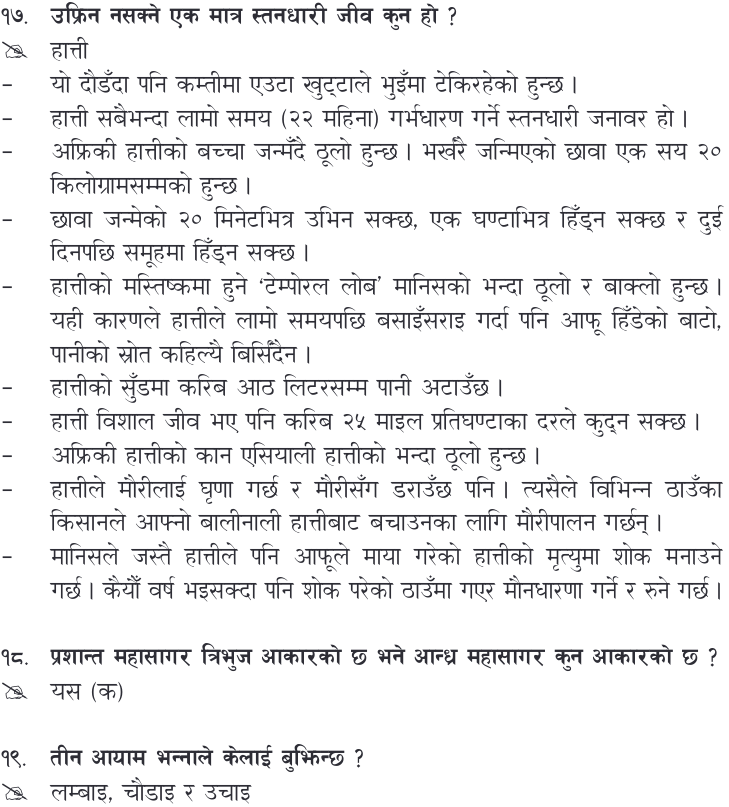 १७. उफ्रिन नसक्ने एक मात्र स्तनधारी जीव कुन हो ?
हात्ती
– यो दौडँदा पनि कम्तीमा एउटा खुट्टाले भुइँमा टेकिरहेको हुन्छ ।
– हात्ती सबैभन्दा लामो समय (२२ महिना) गर्भधारण गर्ने स्तनधारी जनावर हो ।
– अफ्रिकी हात्तीको बच्चा जन्मँदै ठूलो हुन्छ । भर्खरै जन्मिएको छावा एक सय २०
किलोग्रामसम्मको हुन्छ ।
– छावा जन्मेको २० मिनेटभित्र उभिन सक्छ, एक घण्टाभित्र हिँड्न सक्छ र दुई
दिनपछि समूहमा हिँड्न सक्छ ।
– हात्तीको मस्तिष्कमा हुने ‘टेम्पोरल लोब’ मानिसको भन्दा ठूलो र बाक्लो हुन्छ ।
यही कारणले हात्तीले लामो समयपछि बसाइँसराइ गर्दा पनि आफू हिँडेको बाटो,
पानीको स्रोत कहिल्यै बिर्सिँदैन ।
– हात्तीको सुँडमा करिब आठ लिटरसम्म पानी अटाउँछ ।
– हात्ती विशाल जीव भए पनि करिब २५ माइल प्रतिघण्टाका दरले कुद्न सक्छ ।
– अफ्रिकी हात्तीको कान एसियाली हात्तीको भन्दा ठूलो हुन्छ ।
– हात्तीले मौरीलाई घृणा गर्छ र मौरीसँग डराउँछ पनि । त्यसैले विभिन्न ठाउँका
किसानले आफ्नो बालीनाली हात्तीबाट बचाउनका लागि मौरीपालन गर्छन् ।
– मानिसले जस्तै हात्तीले पनि आफूले माया गरेको हात्तीको मृत्युमा शोक मनाउने
गर्छ । कैयौँ वर्ष भइसक्दा पनि शोक परेको ठाउँमा गएर मौनधारणा गर्ने र रुने गर्छ ।
१८. प्रशान्त महासागर त्रिभुज आकारको छ भने आन्ध्र महासागर कुन आकारको छ ?
यस (क)
१९. तीन आयाम भन्नाले केलाई बुझिन्छ ?
लम्बाइ, चौडाइ र उचाइ